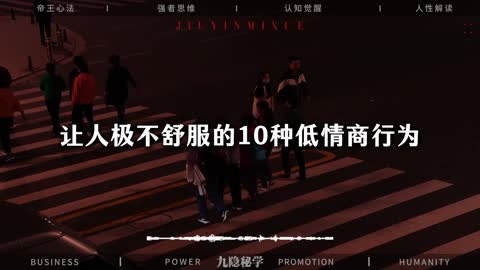 帝王心法 | 强者思维 | 认知觉醒 | 人性解读
JIUYINMIXUE
让人极不舒服的10种低情商行为
BUSINESS | POWER 九隐秘学 PROMOTION | HUMANITY